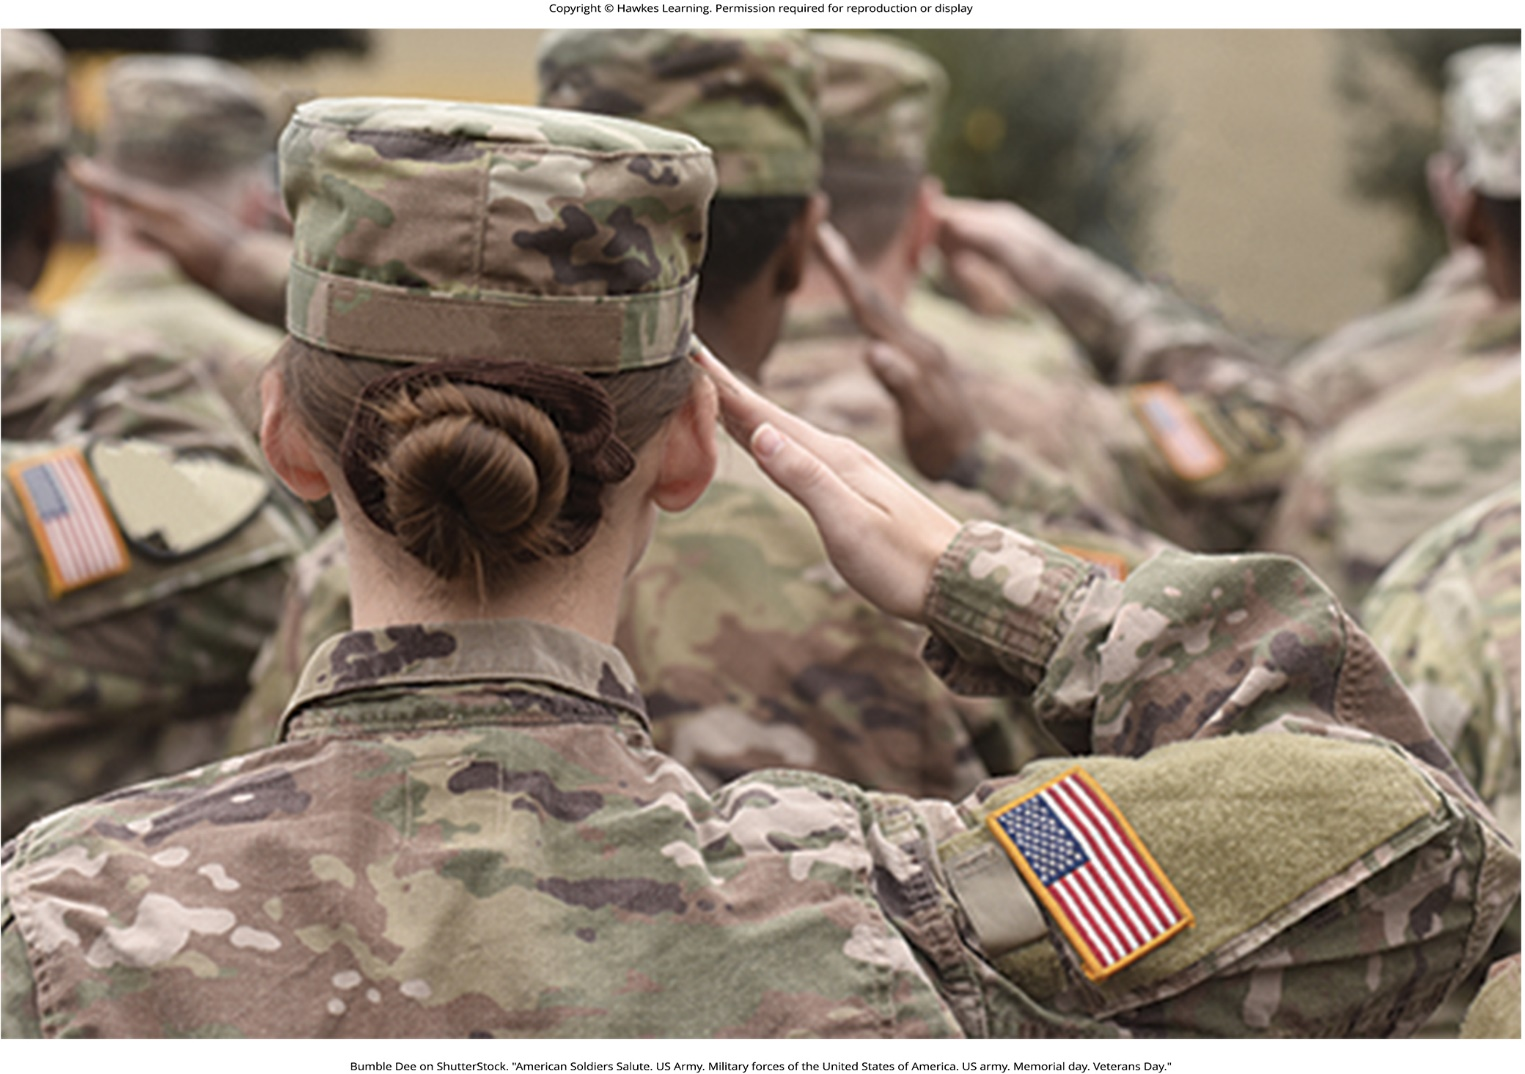 Copyright © Hawkes Learning. Permission required for reproduction or display
Bumble Dee on ShutterStock. "American Soldiers Salute. US Army. Military forces of the United States of America. US army. Memorial day. Veterans Day."